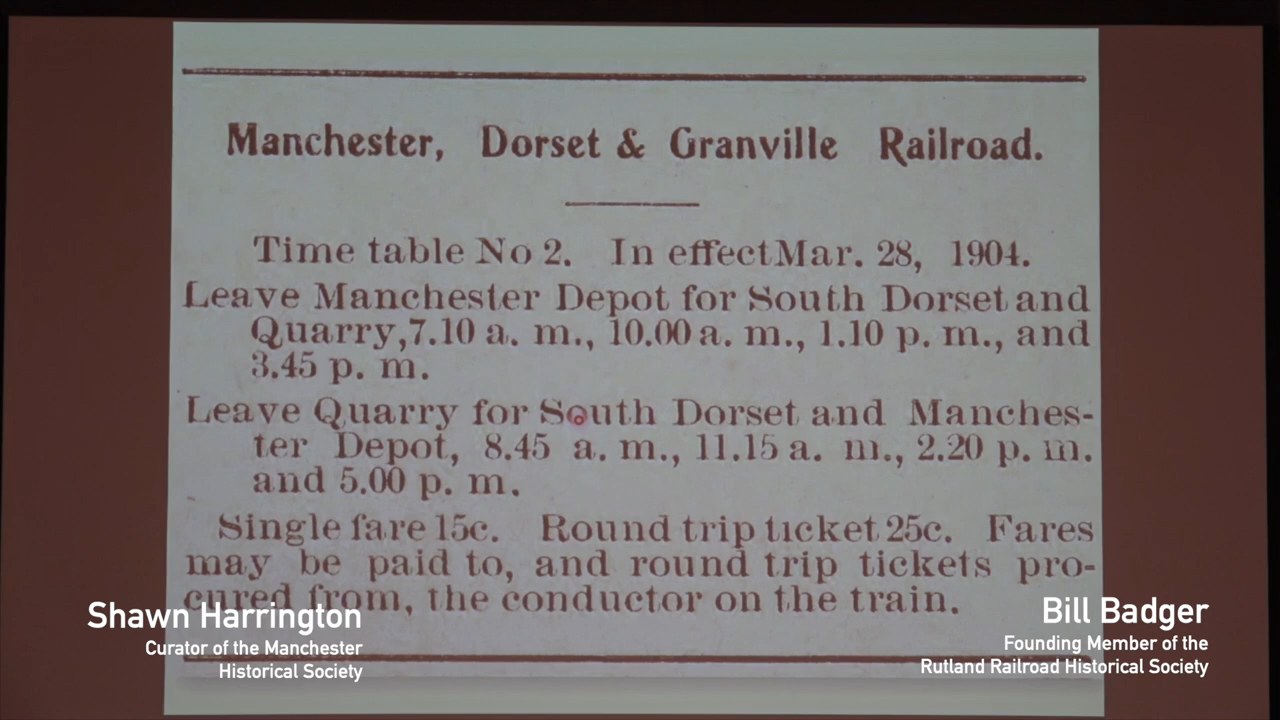 Manchester, Dorset & Granville Railroad.
Time table No 2. In effect Mar. 28, 1904.
Leave Manchester Depot for South Dorset and
Quarry, 7.10 a. m., 10.00 a. m., 1.10 p. m., and
3.45 p. m.
Leave Quarry for South Dorset and Manches-
ter Depot, 8.45 a. m., 11.15 a. m., 2.20 p. m.
and 5.00 p. m.
Single fare 15c. Round trip ticket 25c. Fares
may be paid to, and round trip tickets pro-
cured from, the conductor on the train.
Shawn Harrington
Curator of the Manchester
Historical Society
Bill Badger
Founding Member of the
Rutland Railroad Historical Society